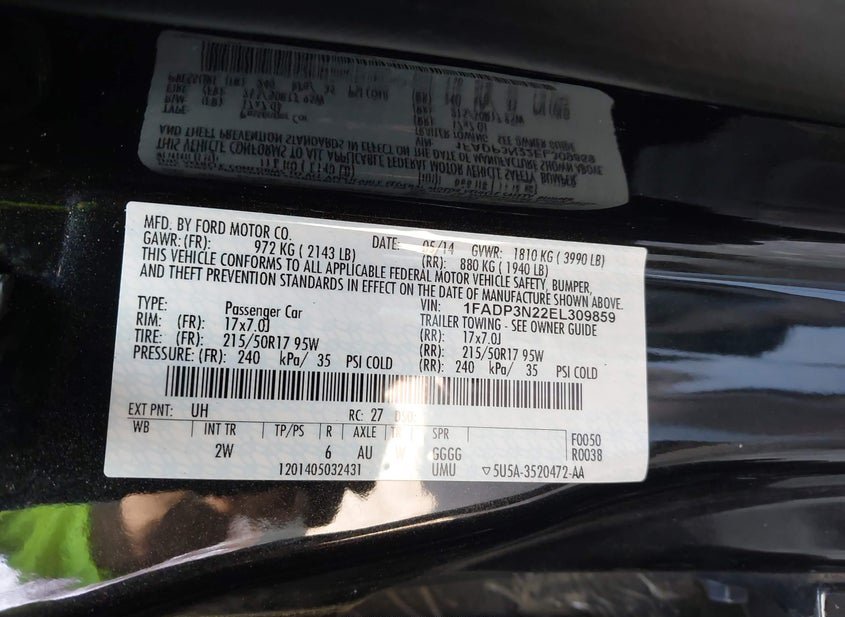 MFD. BY FORD MOTOR CO.
DATE: 05/14 GVWR: 1810 KG ( 3990 LB)
GAWR: (FR): 972 KG ( 2143 LB) (RR): 880 KG ( 1940 LB)
THIS VEHICLE CONFORMS TO ALL APPLICABLE FEDERAL MOTOR VEHICLE SAFETY, BUMPER,
AND THEFT PREVENTION STANDARDS IN EFFECT ON THE DATE OF MANUFACTURE SHOWN ABOVE.
VIN: 1FADP3N22EL309859
TYPE: Passenger Car TRAILER TOWING - SEE OWNER GUIDE
RIM: (FR): 17x7.0J (RR): 17x7.0J
TIRE: (FR): 215/50R17 95W (RR): 215/50R17 95W
PRESSURE: (FR): 240 kPa/ 35 PSI COLD (RR): 240 kPa/ 35 PSI COLD
EXT PNT: UH RC: 27 DSO:
WB INT TR TP/PS R AXLE TR SPR F0050
2W 6 AU W GGGG R0038
1201405032431 UMU ▽5U5A-3520472-AA